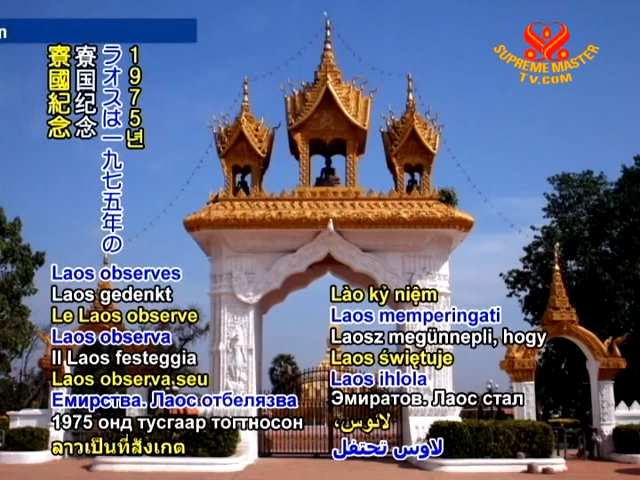 n
SUPREME MASTER
TV.COM
1975년
ラオスは一九七五年の
寮国纪念
寮國紀念
Laos observes
Laos gedenkt
Le Laos observe
Laos observa
Il Laos festeggia
Laos observa seu
Емирства. Лаос отбелязва
1975 онд тусгаар тогтносон
ลาวเป็นที่สังเกต
Lào kỷ niệm
Laos memperingati
Laosz megünnepli, hogy
Laos świętuje
Laos ihlola
Эмиратов. Лаос стал
لائوس،
لاوس تحتفل